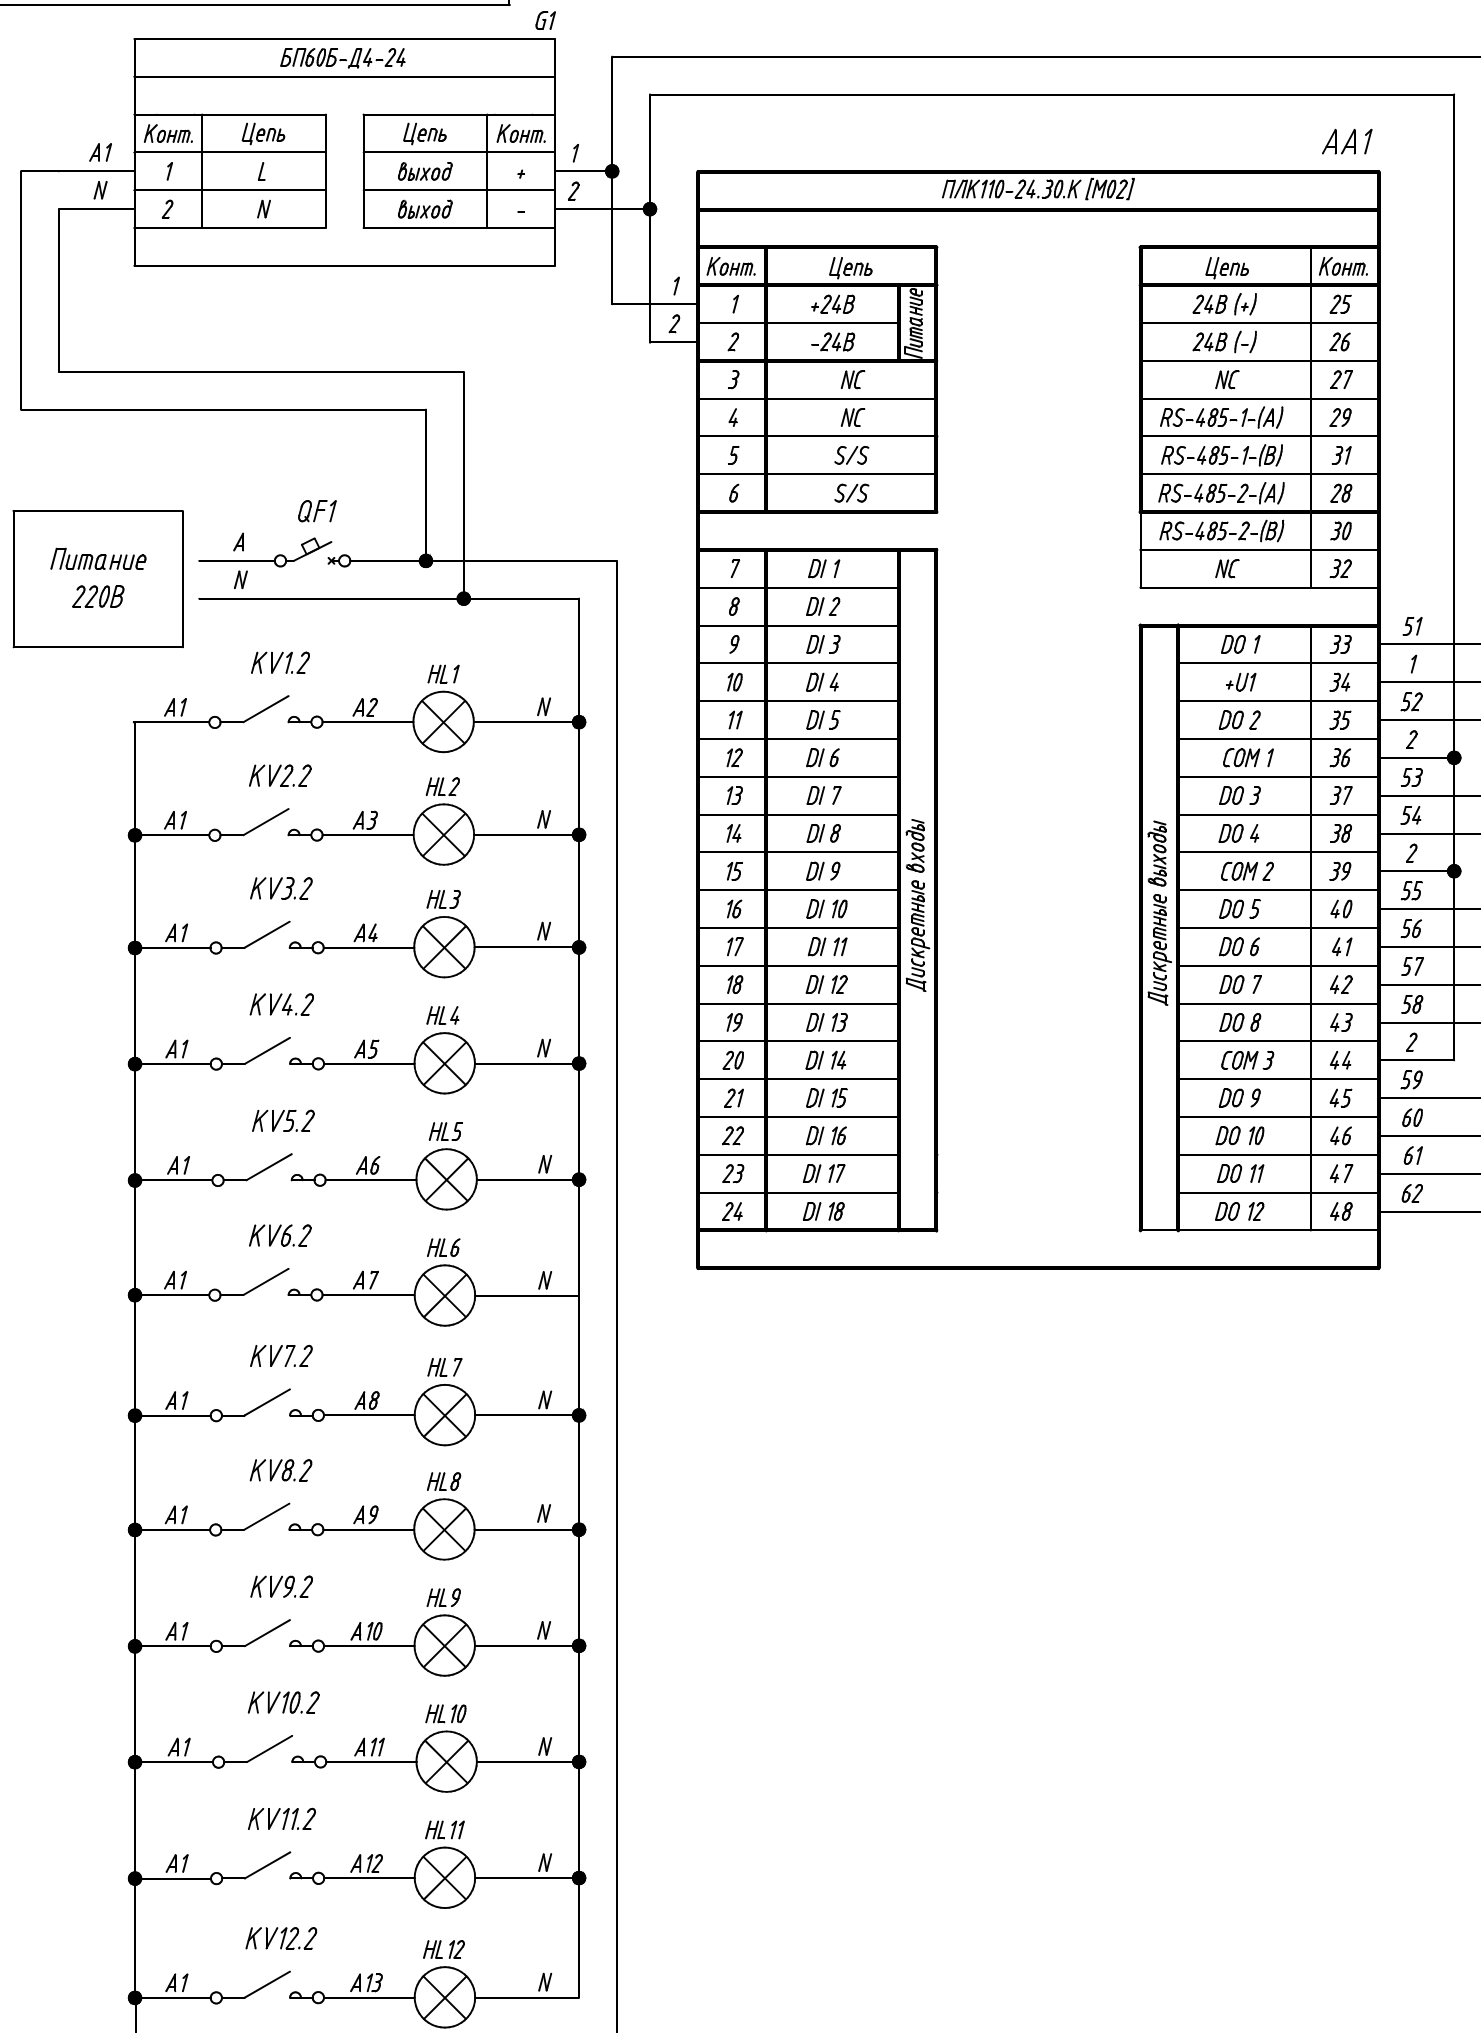 G1
БП60Б-Д4-24
Конт. Цепь Цепь Конт.
A1 1 L выход + 1
N 2 N выход - 2
AA1
ПЛК110-24.30.К [М02]
Конт. Цепь
1 1 +24В
2 2 -24В
Питание
3 NC
4 NC
5 S/S
6 S/S
7 DI 1
8 DI 2
9 DI 3
10 DI 4
11 DI 5
12 DI 6
13 DI 7
14 DI 8
15 DI 9
16 DI 10
17 DI 11
18 DI 12
19 DI 13
20 DI 14
21 DI 15
22 DI 16
23 DI 17
24 DI 18
Дискретные входы
Цепь Конт.
24В (+) 25
24В (-) 26
NC 27
RS-485-1-(A) 29
RS-485-1-(B) 31
RS-485-2-(A) 28
RS-485-2-(B) 30
NC 32
Дискретные выходы
DO 1 33 51
+U1 34 1
DO 2 35 52
COM 1 36 2
DO 3 37 53
DO 4 38 54
COM 2 39 2
DO 5 40 55
DO 6 41 56
DO 7 42 57
DO 8 43 58
COM 3 44 2
DO 9 45 59
DO 10 46 60
DO 11 47 61
DO 12 48 62
Питание
220В
QF1
A
N
KV1.2 HL1
A1 A2 N
KV2.2 HL2
A1 A3 N
KV3.2 HL3
A1 A4 N
KV4.2 HL4
A1 A5 N
KV5.2 HL5
A1 A6 N
KV6.2 HL6
A1 A7 N
KV7.2 HL7
A1 A8 N
KV8.2 HL8
A1 A9 N
KV9.2 HL9
A1 A10 N
KV10.2 HL10
A1 A11 N
KV11.2 HL11
A1 A12 N
KV12.2 HL12
A1 A13 N